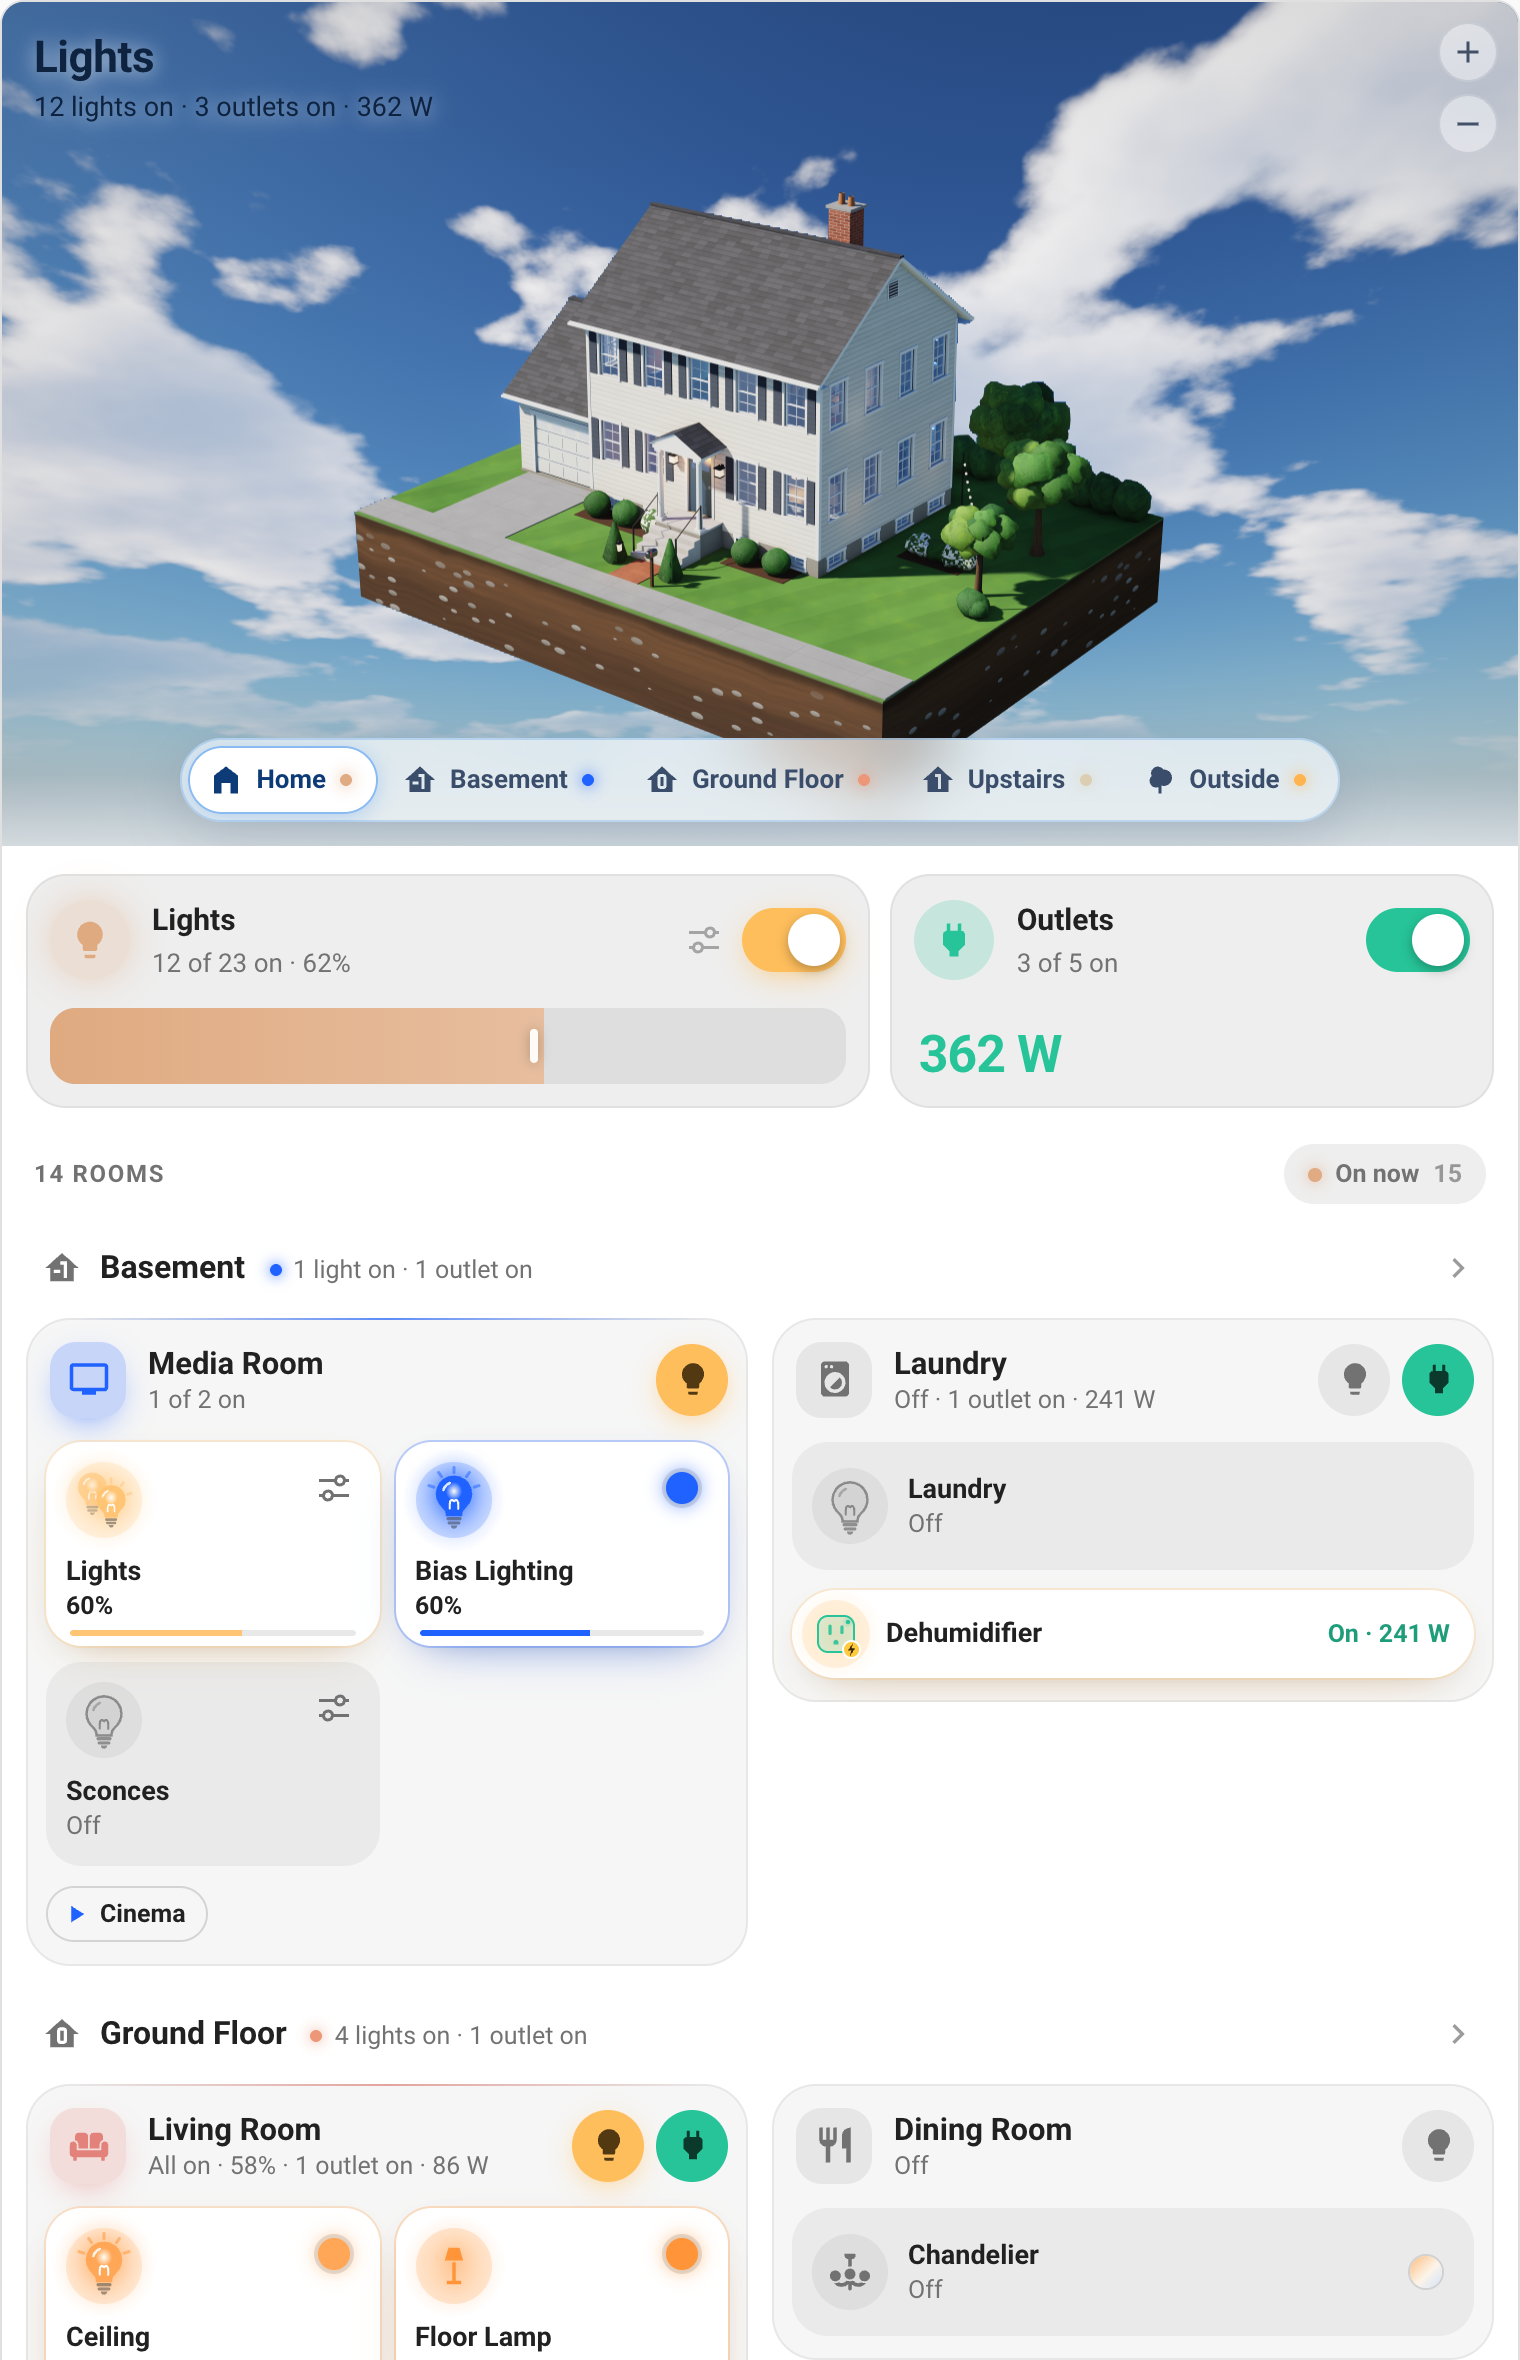 Lights
12 lights on · 3 outlets on · 362 W
Home
Basement
Ground Floor
Upstairs
Outside
Lights
12 of 23 on · 62%
Outlets
3 of 5 on
362 W
14 ROOMS
On now 15
Basement
1 light on · 1 outlet on
Media Room
1 of 2 on
Lights
60%
Bias Lighting
60%
Sconces
Off
Cinema
Laundry
Off · 1 outlet on · 241 W
Laundry
Off
Dehumidifier
On · 241 W
Ground Floor
4 lights on · 1 outlet on
Living Room
All on · 58% · 1 outlet on · 86 W
Ceiling
Floor Lamp
Dining Room
Off
Chandelier
Off